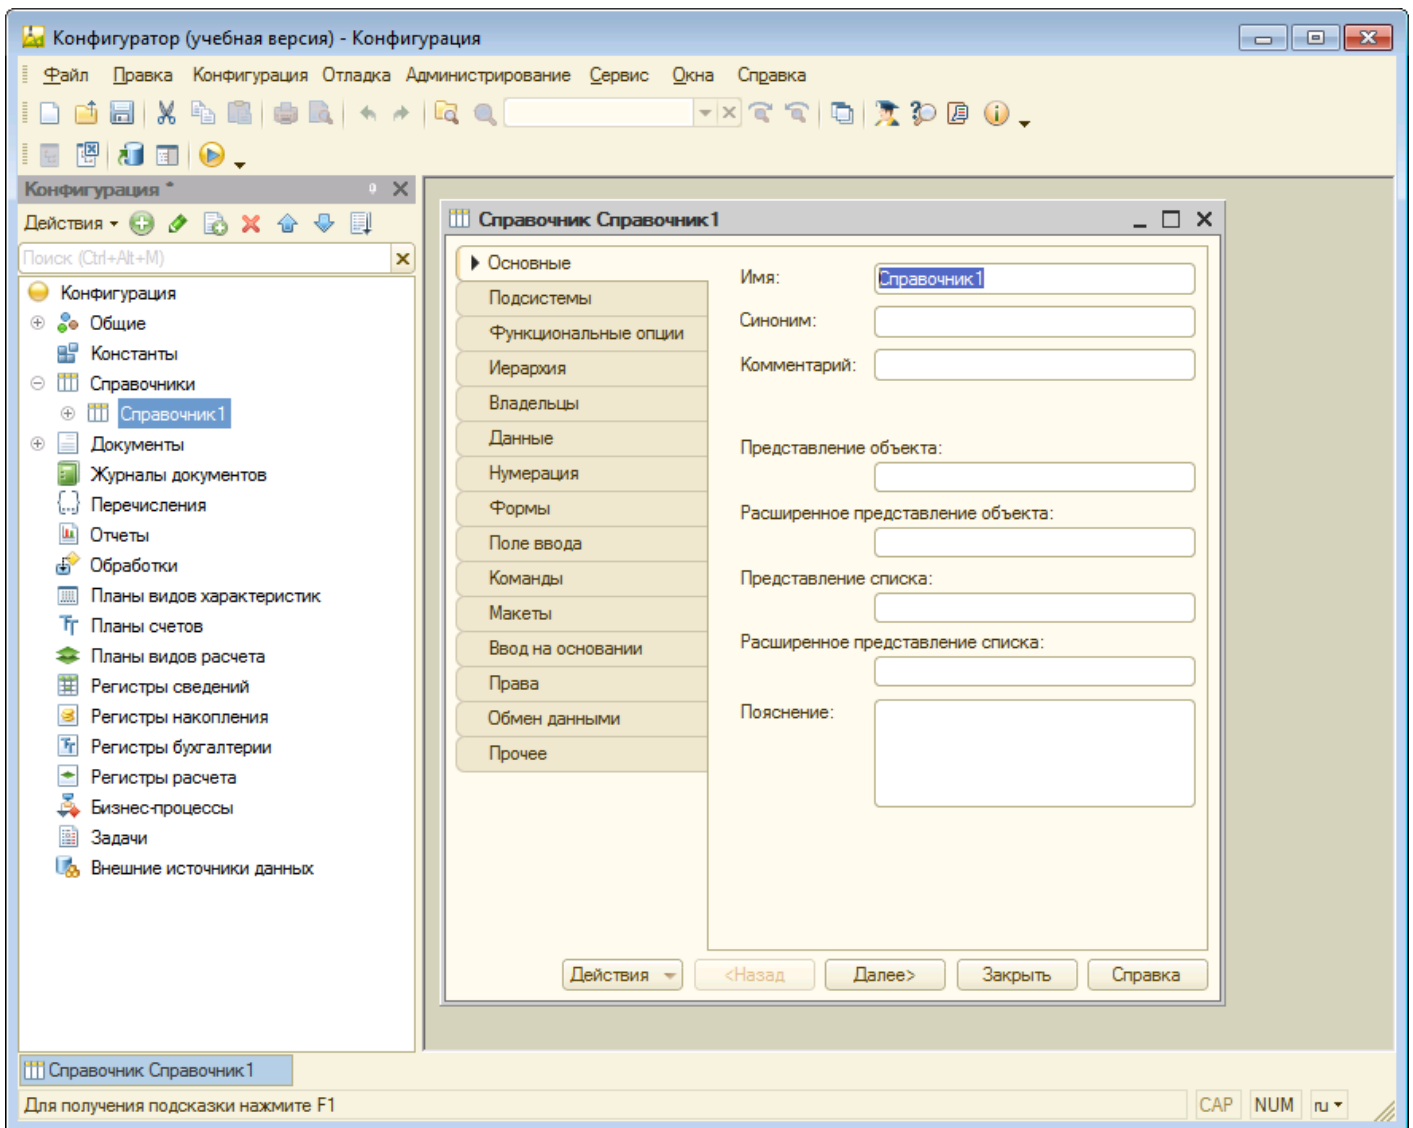 Конфигуратор (учебная версия) - Конфигурация
Файл Правка Конфигурация Отладка Администрирование Сервис Окна Справка
Конфигурация *
Действия
Поиск (Ctrl+Alt+M)
Конфигурация
Общие
Константы
Справочники
Справочник1
Документы
Журналы документов
Перечисления
Отчеты
Обработки
Планы видов характеристик
Планы счетов
Планы видов расчета
Регистры сведений
Регистры накопления
Регистры бухгалтерии
Регистры расчета
Бизнес-процессы
Задачи
Внешние источники данных
Справочник Справочник1
Основные
Подсистемы
Функциональные опции
Иерархия
Владельцы
Данные
Нумерация
Формы
Поле ввода
Команды
Макеты
Ввод на основании
Права
Обмен данными
Прочее
Имя: Справочник1
Синоним:
Комментарий:
Представление объекта:
Расширенное представление объекта:
Представление списка:
Расширенное представление списка:
Пояснение:
Действия <Назад Далее> Закрыть Справка
Справочник Справочник1
Для получения подсказки нажмите F1 CAP NUM ru